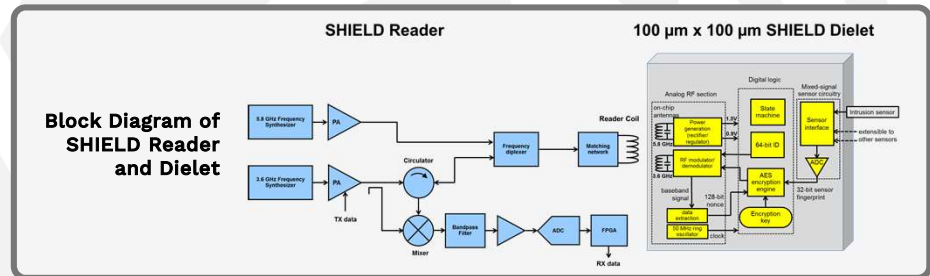 SHIELD Reader
100 µm x 100 µm SHIELD Dielet
Block Diagram of
SHIELD Reader
and Dielet
5.8 GHz Frequency
Synthesizer
PA
3.6 GHz Frequency
Synthesizer
PA
TX data
Circulator
Mixer
Bandpass
Filter
ADC
FPGA
RX data
Frequency
diplexer
Matching
network
Reader Coil
Analog RF section
on-chip
antennas
5.8 GHz
3.6 GHz
Power
generation
(rectifier/
regulator)
1.3V
0.9V
RF modulator/
demodulator
baseband
signal
128-bit
nonce
data
extraction
50 MHz ring
oscillator
clock
Digital logic
State
machine
64-bit ID
AES
encryption
engine
Encryption
key
Mixed-signal
sensor circuitry
Sensor
interface
ADC
32-bit sensor
fingerprint
intrusion sensor
extensible to
other sensors